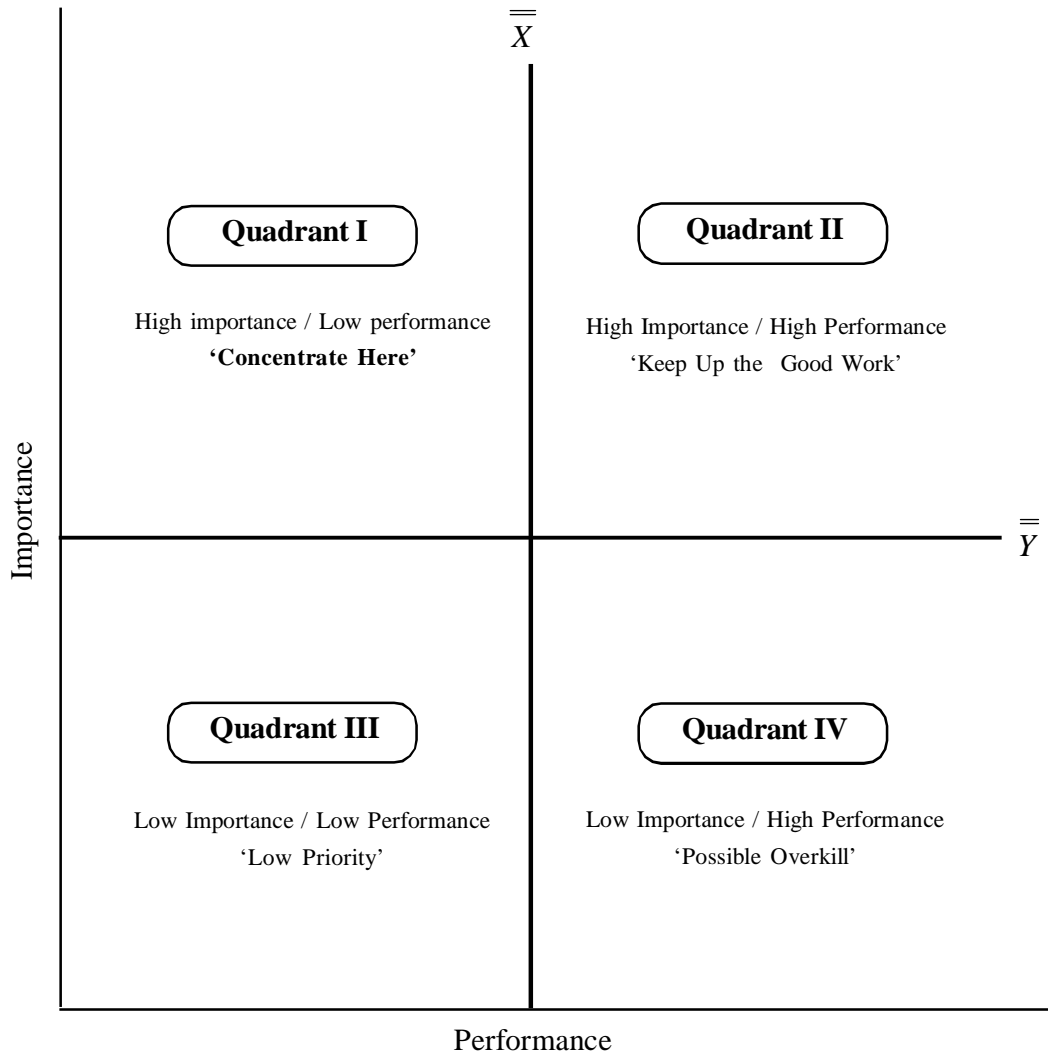 X̿
Quadrant I
High importance / Low performance
‘Concentrate Here’
Quadrant II
High Importance / High Performance
‘Keep Up the Good Work’
Importance
Y̿
Quadrant III
Low Importance / Low Performance
‘Low Priority’
Quadrant IV
Low Importance / High Performance
‘Possible Overkill’
Performance